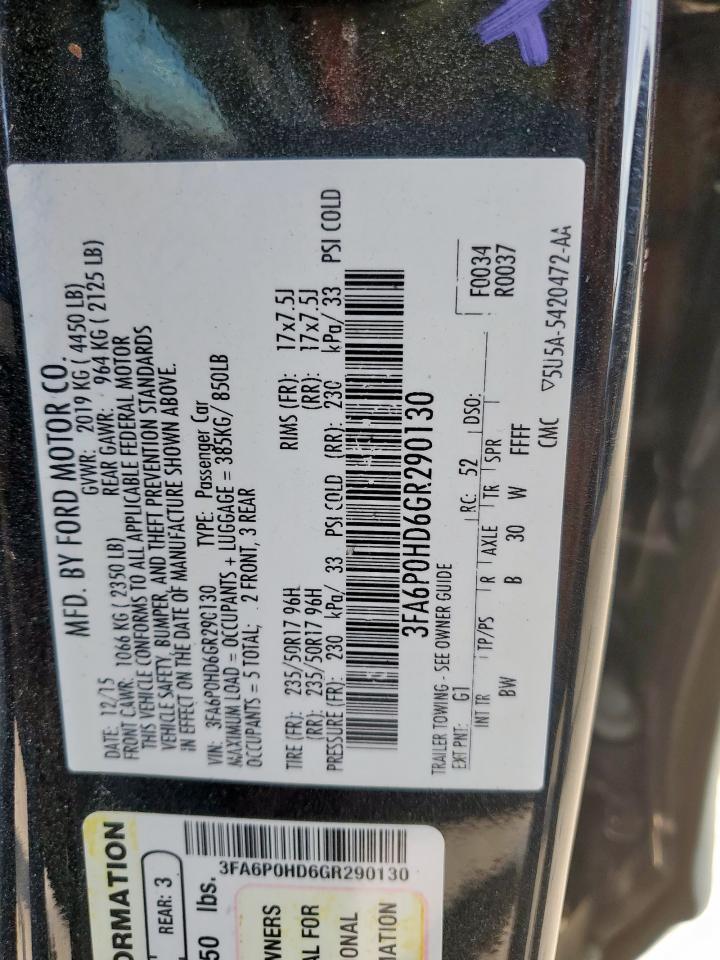 MFD. BY FORD MOTOR CO.
DATE: 12/15 GVWR: 2019 KG ( 4450 LB)
FRONT GAWR: 1066 KG ( 2350 LB) REAR GAWR: 964 KG ( 2125 LB)
THIS VEHICLE CONFORMS TO ALL APPLICABLE FEDERAL MOTOR
VEHICLE SAFETY, BUMPER, AND THEFT PREVENTION STANDARDS
IN EFFECT ON THE DATE OF MANUFACTURE SHOWN ABOVE.
VIN: 3FA6P0HD6GR290130 TYPE: Passenger Car
MAXIMUM LOAD = OCCUPANTS + LUGGAGE = 385KG/ 850LB
OCCUPANTS = 5 TOTAL; 2 FRONT, 3 REAR
TIRE (FR): 235/50R17 96H RIMS (FR): 17x7.5J
(RR): 235/50R17 96H (RR): 17x7.5J
PRESSURE (FR): 230 kPa/ 33 PSI COLD (RR): 230 kPa/ 33 PSI COLD
3FA6P0HD6GR290130
TRAILER TOWING - SEE OWNER GUIDE
EXT PNT: G1 RC: 52 DSO: F0034
R0037
INT TR TP/PS R AXLE TR SPR
BW B 30 W FFFF
CMC ▽5U5A-5420472-AA
3FA6P0HD6GR290130
ORMATION
REAR: 3
50 lbs.
WNERS
AL FOR
IONAL
MATION